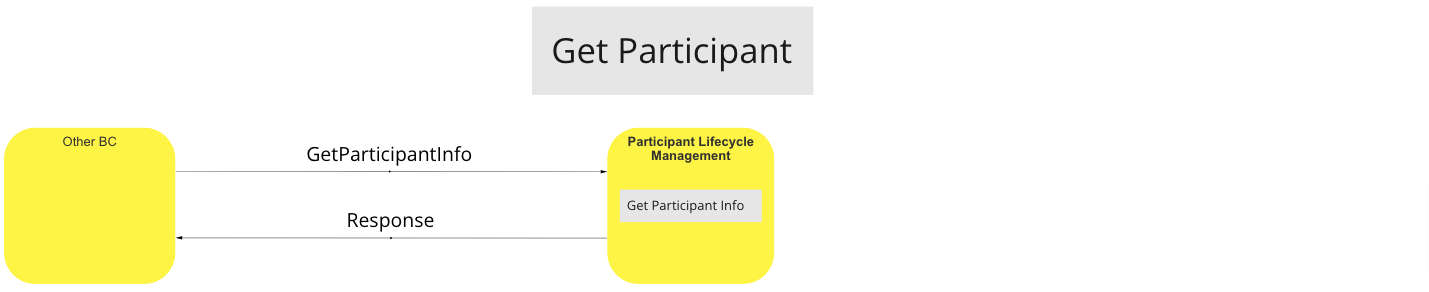 Get Participant
Other BC
GetParticipantInfo
Response
Participant Lifecycle
Management
Get Participant Info